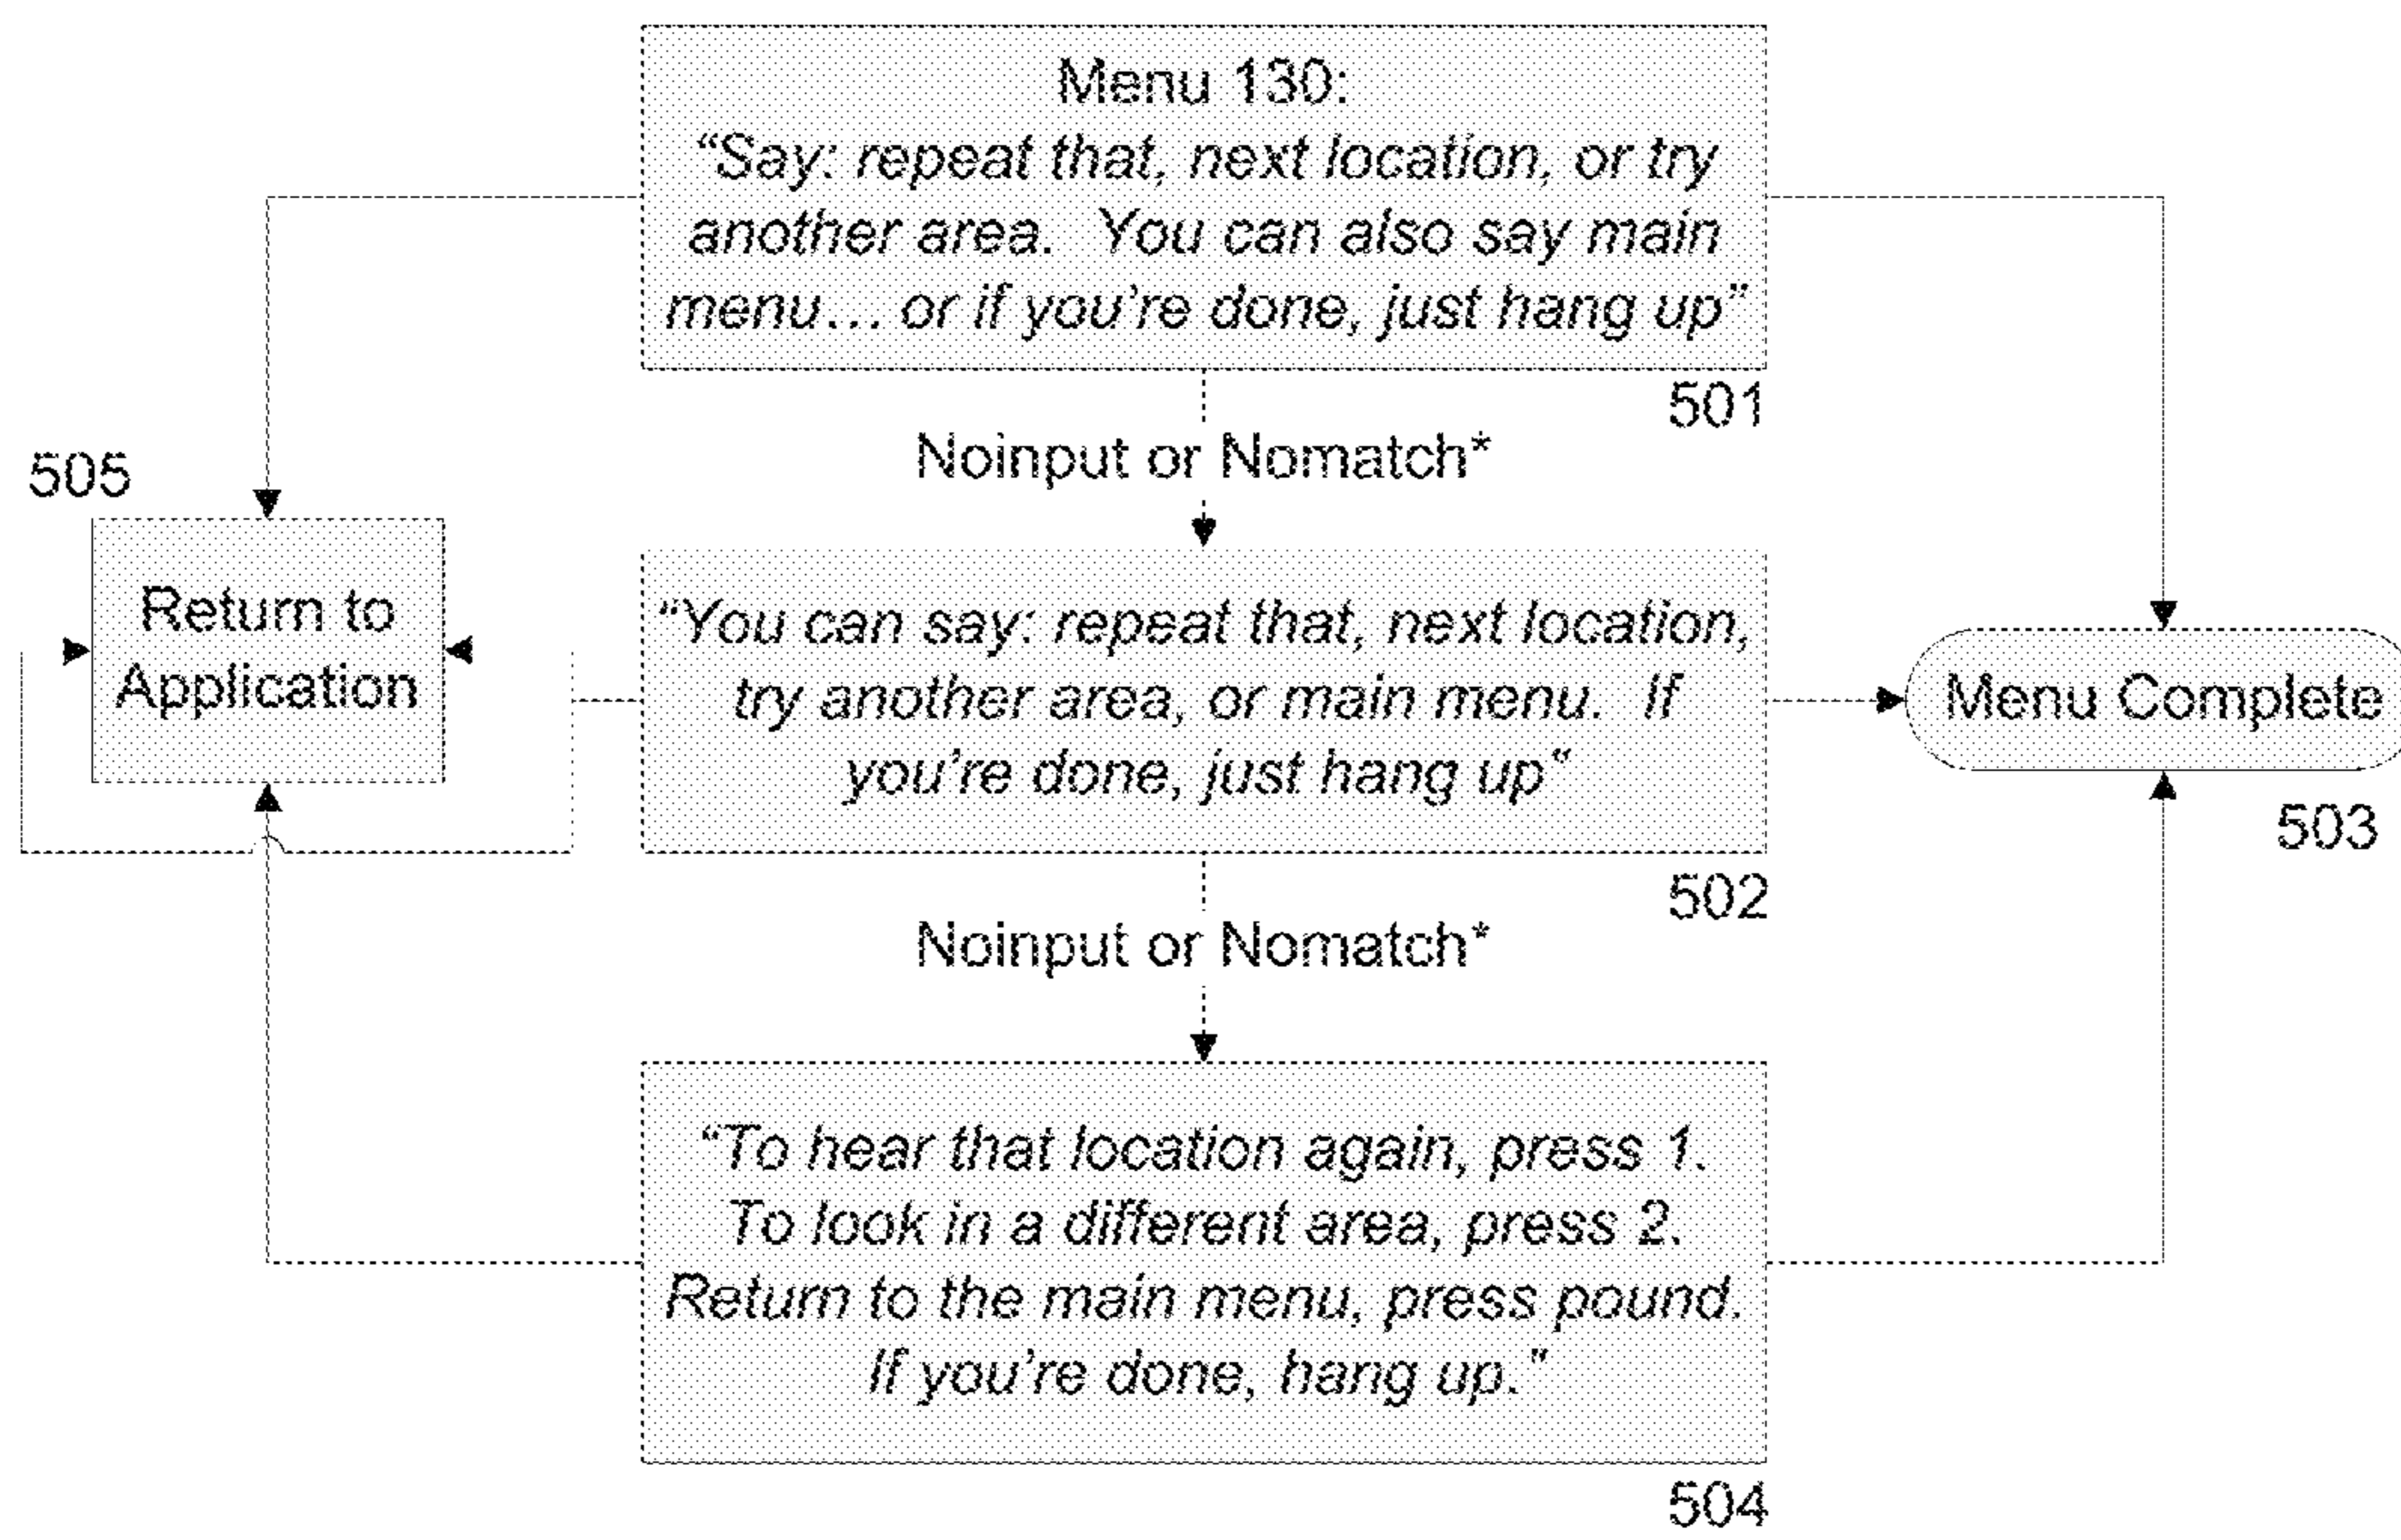 Menu 130:
“Say: repeat that, next location, or try
another area.  You can also say main
menu… or if you’re done, just hang up”
501
Noinput or Nomatch*
505
Return to
Application
“You can say: repeat that, next location,
try another area, or main menu.  If
you’re done, just hang up“
Menu Complete
503
502
Noinput or Nomatch*
“To hear that location again, press 1.
To look in a different area, press 2.
Return to the main menu, press pound.
If you’re done, hang up.”
504